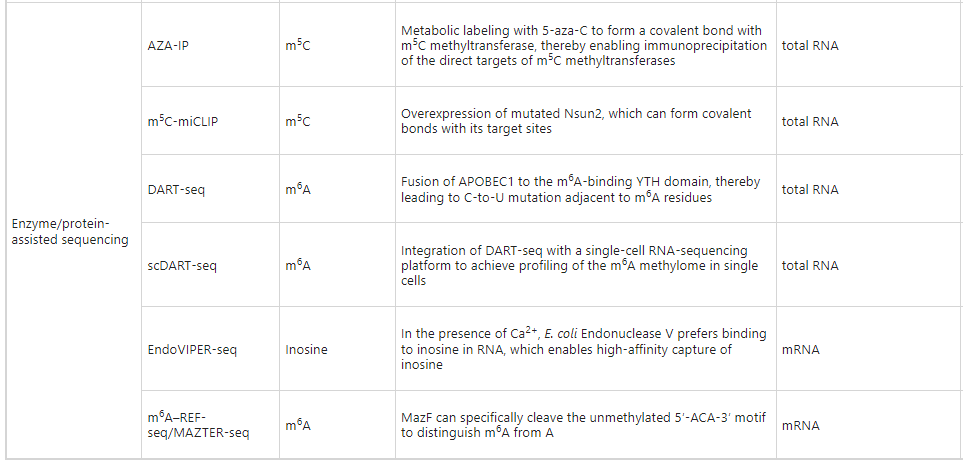 Enzyme/protein-
assisted sequencing
AZA-IP
m⁵C
Metabolic labeling with 5-aza-C to form a covalent bond with
m⁵C methyltransferase, thereby enabling immunoprecipitation
of the direct targets of m⁵C methyltransferases
total RNA
m⁵C-miCLIP
m⁵C
Overexpression of mutated Nsun2, which can form covalent
bonds with its target sites
total RNA
DART-seq
m⁶A
Fusion of APOBEC1 to the m⁶A-binding YTH domain, thereby
leading to C-to-U mutation adjacent to m⁶A residues
total RNA
scDART-seq
m⁶A
Integration of DART-seq with a single-cell RNA-sequencing
platform to achieve profiling of the m⁶A methylome in single
cells
total RNA
EndoVIPER-seq
Inosine
In the presence of Ca²⁺, E. coli Endonuclease V prefers binding
to inosine in RNA, which enables high-affinity capture of
inosine
mRNA
m⁶A–REF-
seq/MAZTER-seq
m⁶A
MazF can specifically cleave the unmethylated 5′-ACA-3′ motif
to distinguish m⁶A from A
mRNA